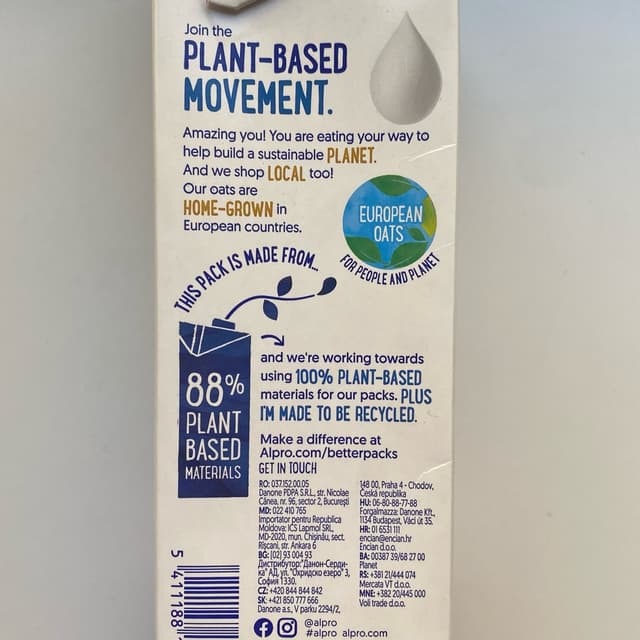 Join the
PLANT-BASED
MOVEMENT.
Amazing you! You are eating your way to
help build a sustainable PLANET.
And we shop LOCAL too!
Our oats are
HOME-GROWN in
European countries.
EUROPEAN
OATS
FOR PEOPLE AND PLANET
THIS PACK IS MADE FROM...
88%
PLANT
BASED
MATERIALS
and we're working towards
using 100% PLANT-BASED
materials for our packs. PLUS
I'M MADE TO BE RECYCLED.
Make a difference at
Alpro.com/betterpacks
GET IN TOUCH
RO: 037.152.00.05
Danone PDPA S.R.L., str. Nicolae
Cânea, nr. 96, sector 2, București
MD: 022 410 765
Importator pentru Republica
Moldova: ICS Lapmol SRL,
MD-2020, mun. Chișinău, sect.
Rîșcani, str. Ankara 6
BG: (02) 93 004 93
Дистрибутор: "Данон-Серди-
ка" АД, ул. "Охридско езеро" 3,
София 1330.
CZ: +420 844 844 842
SK: +421 850 777 666
Danone a.s., V parku 2294/2,
148 00, Praha 4 - Chodov,
Česká republika
HU: 06-80-88-77-88
Forgalmazza: Danone Kft.,
1134 Budapest, Váci út 35.
HR: 01 6531 111
encian@encian.hr
Encian d.o.o.
BA: 00387 39/68 27 00
Planet
RS: +381 21/444 074
Mercata VT d.o.o.
MNE: +382 20/445 000
Voli trade d.o.o.
@alpro
#alpro alpro.com
5 411188